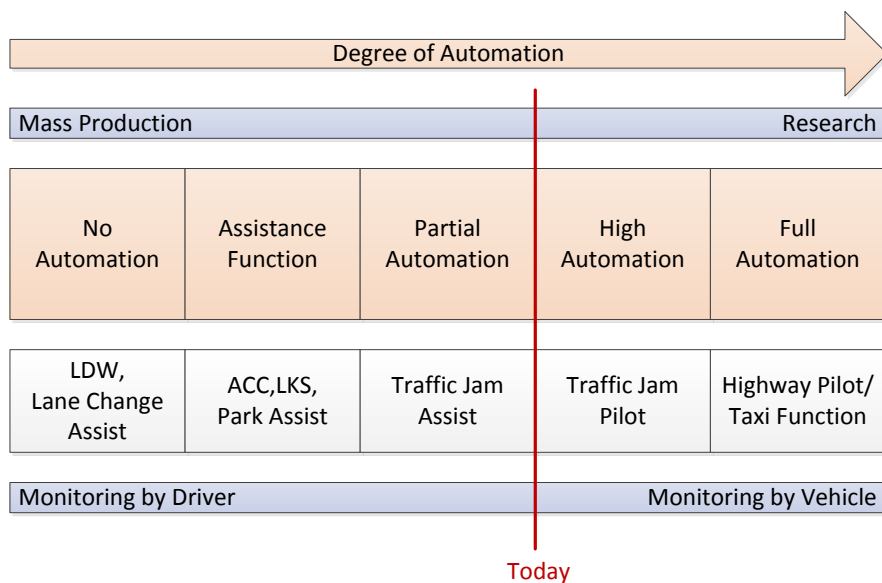 Degree of Automation
Mass Production
Research
No
Automation
Assistance
Function
Partial
Automation
High
Automation
Full
Automation
LDW,
Lane Change
Assist
ACC,LKS,
Park Assist
Traffic Jam
Assist
Traffic Jam
Pilot
Highway Pilot/
Taxi Function
Monitoring by Driver
Monitoring by Vehicle
Today